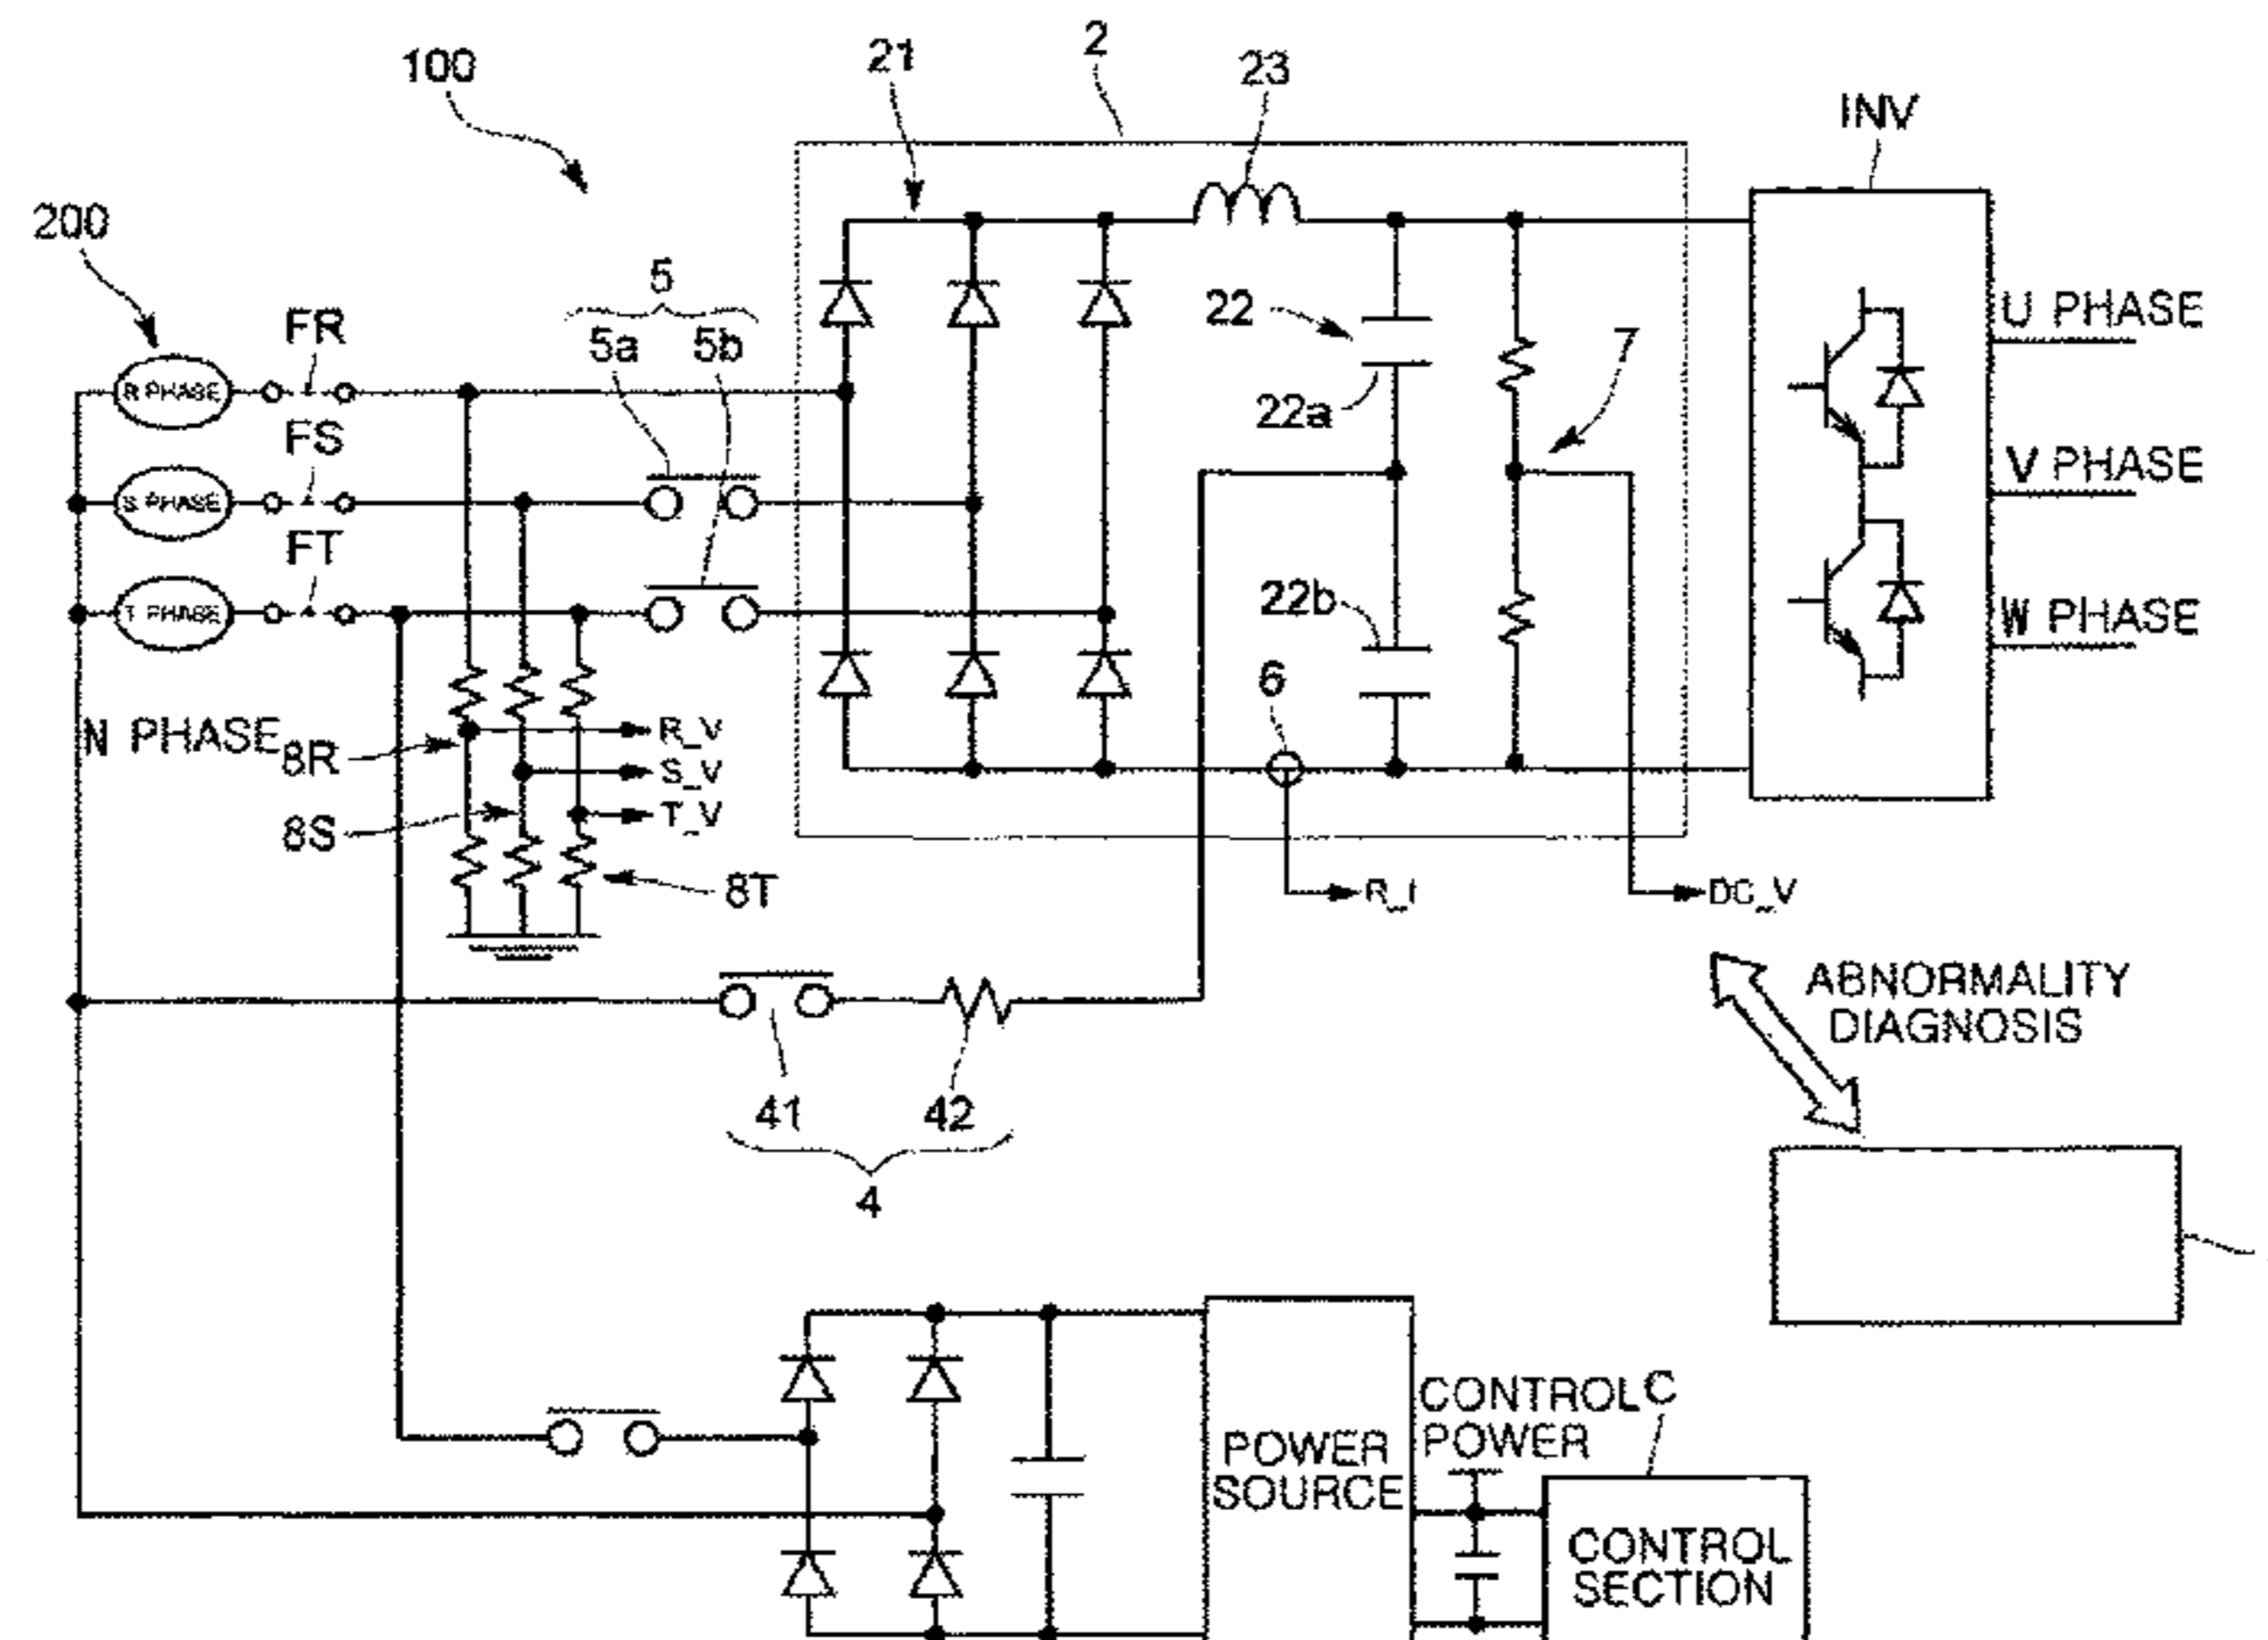 100
21
2
23
INV
200
5
5a
5b
FR
FS
FT
R PHASE
S PHASE
T PHASE
22
22a
22b
7
U PHASE
V PHASE
W PHASE
6
N PHASE
8R
8S
8T
R_V
S_V
T_V
R_I
DC_V
ABNORMALITY
DIAGNOSIS
41
42
4
POWER
SOURCE
CONTROL
POWER
C
CONTROL
SECTION